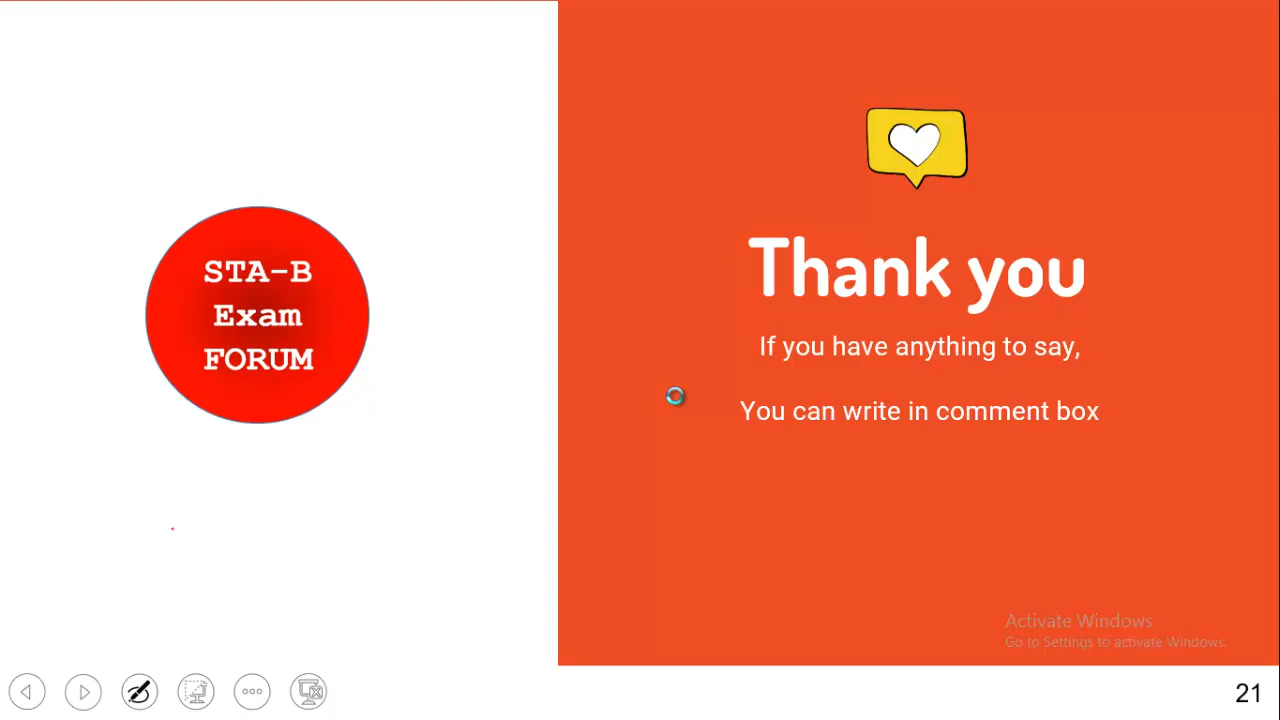 STA-B
Exam
FORUM
Thank you
If you have anything to say,
You can write in comment box
Activate Windows
Go to Settings to activate Windows.
21